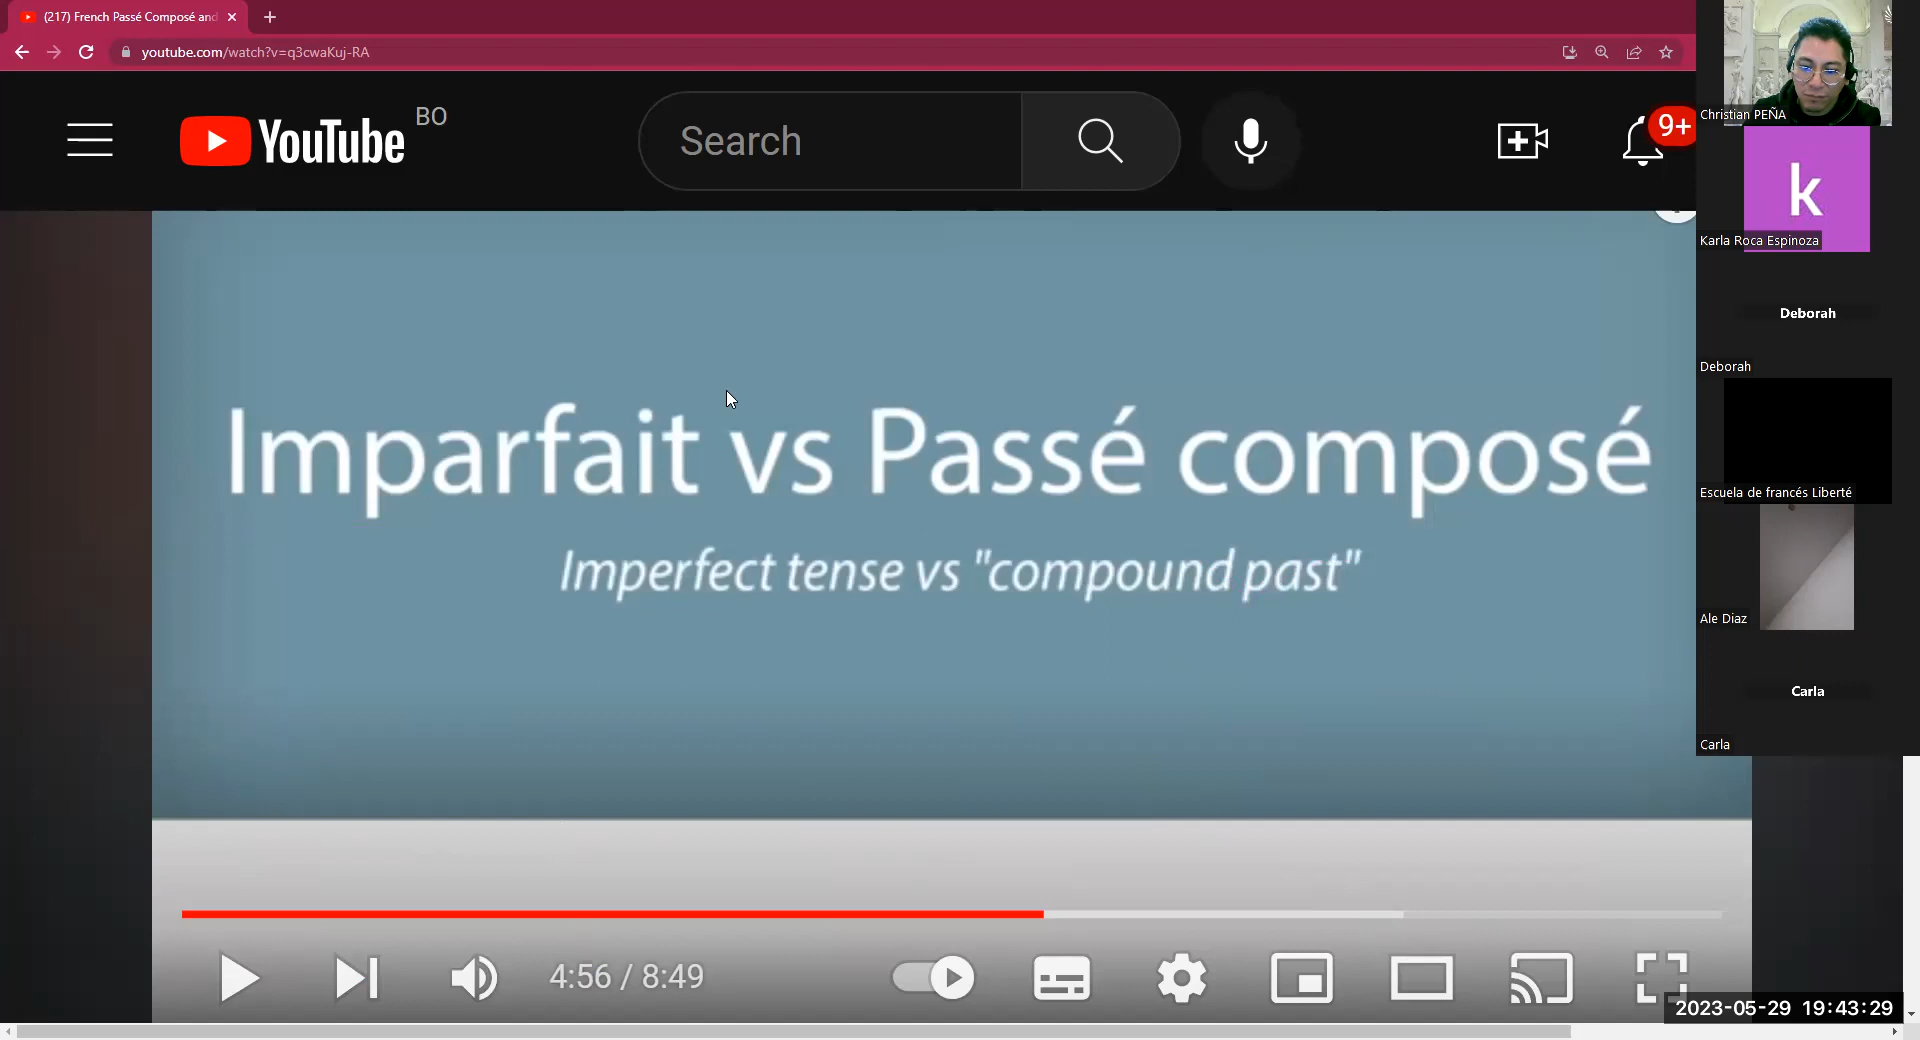 (217) French Passé Composé and
youtube.com/watch?v=q3cwaKuj-RA
YouTube
BO
Search
9+
Christian PEÑA
k
Karla Roca Espinoza
Deborah
Deborah
Imparfait vs Passé composé
Imperfect tense vs "compound past"
Escuela de francés Liberté
Ale Diaz
Carla
Carla
4:56 / 8:49
2023-05-29 19:43:29